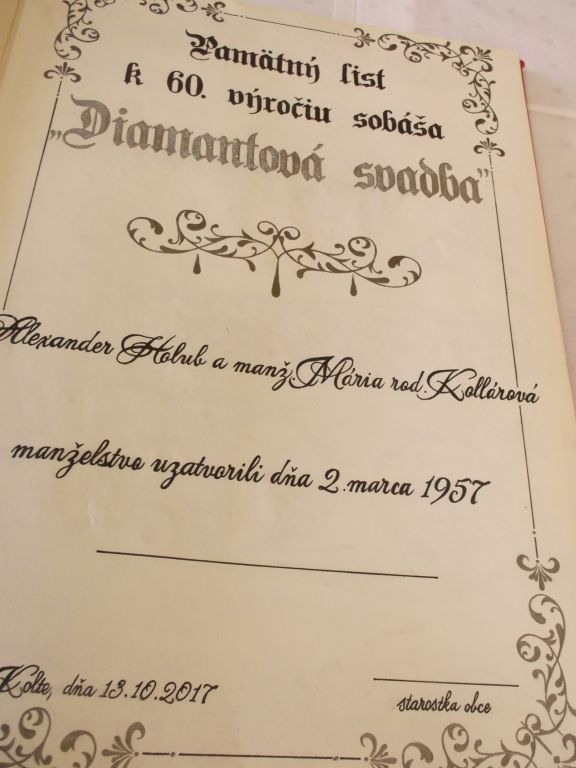 Pamätný list
k 60. výročiu sobáša
„Diamantová svadba"
Alexander Holub a manž. Mária rod. Kollárová
manželstvo uzatvorili dňa 2.marca 1957
Kolte, dňa 13.10.2017
starostka obce